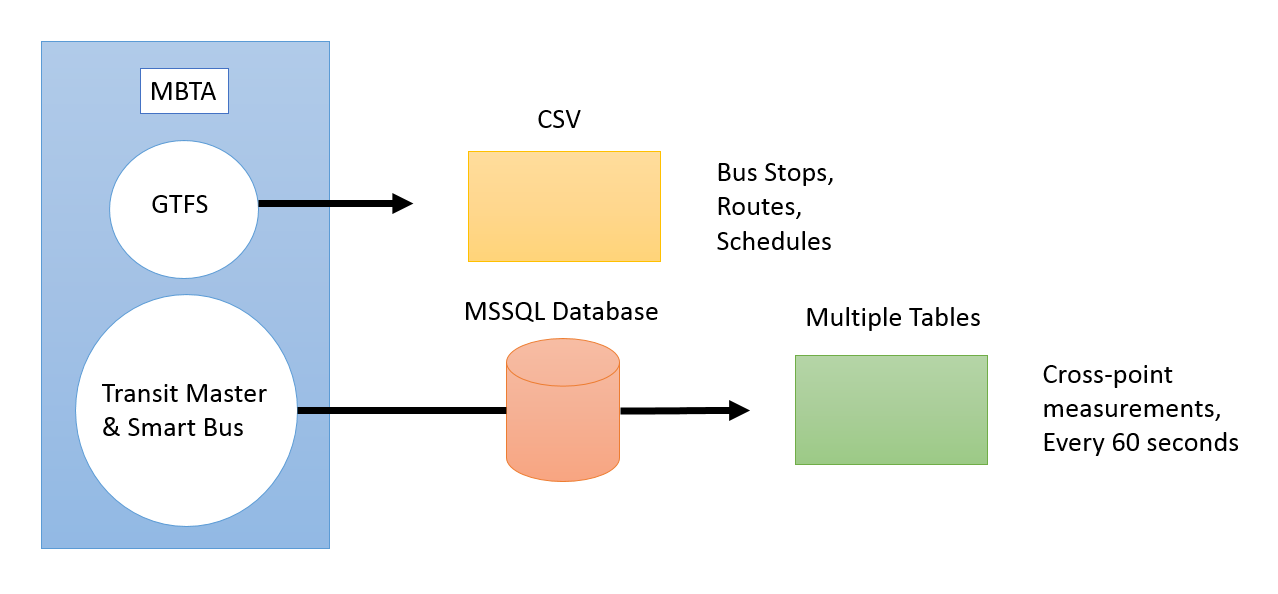 MBTA
GTFS
CSV
Bus Stops,
Routes,
Schedules
Transit Master
& Smart Bus
MSSQL Database
Multiple Tables
Cross-point
measurements,
Every 60 seconds